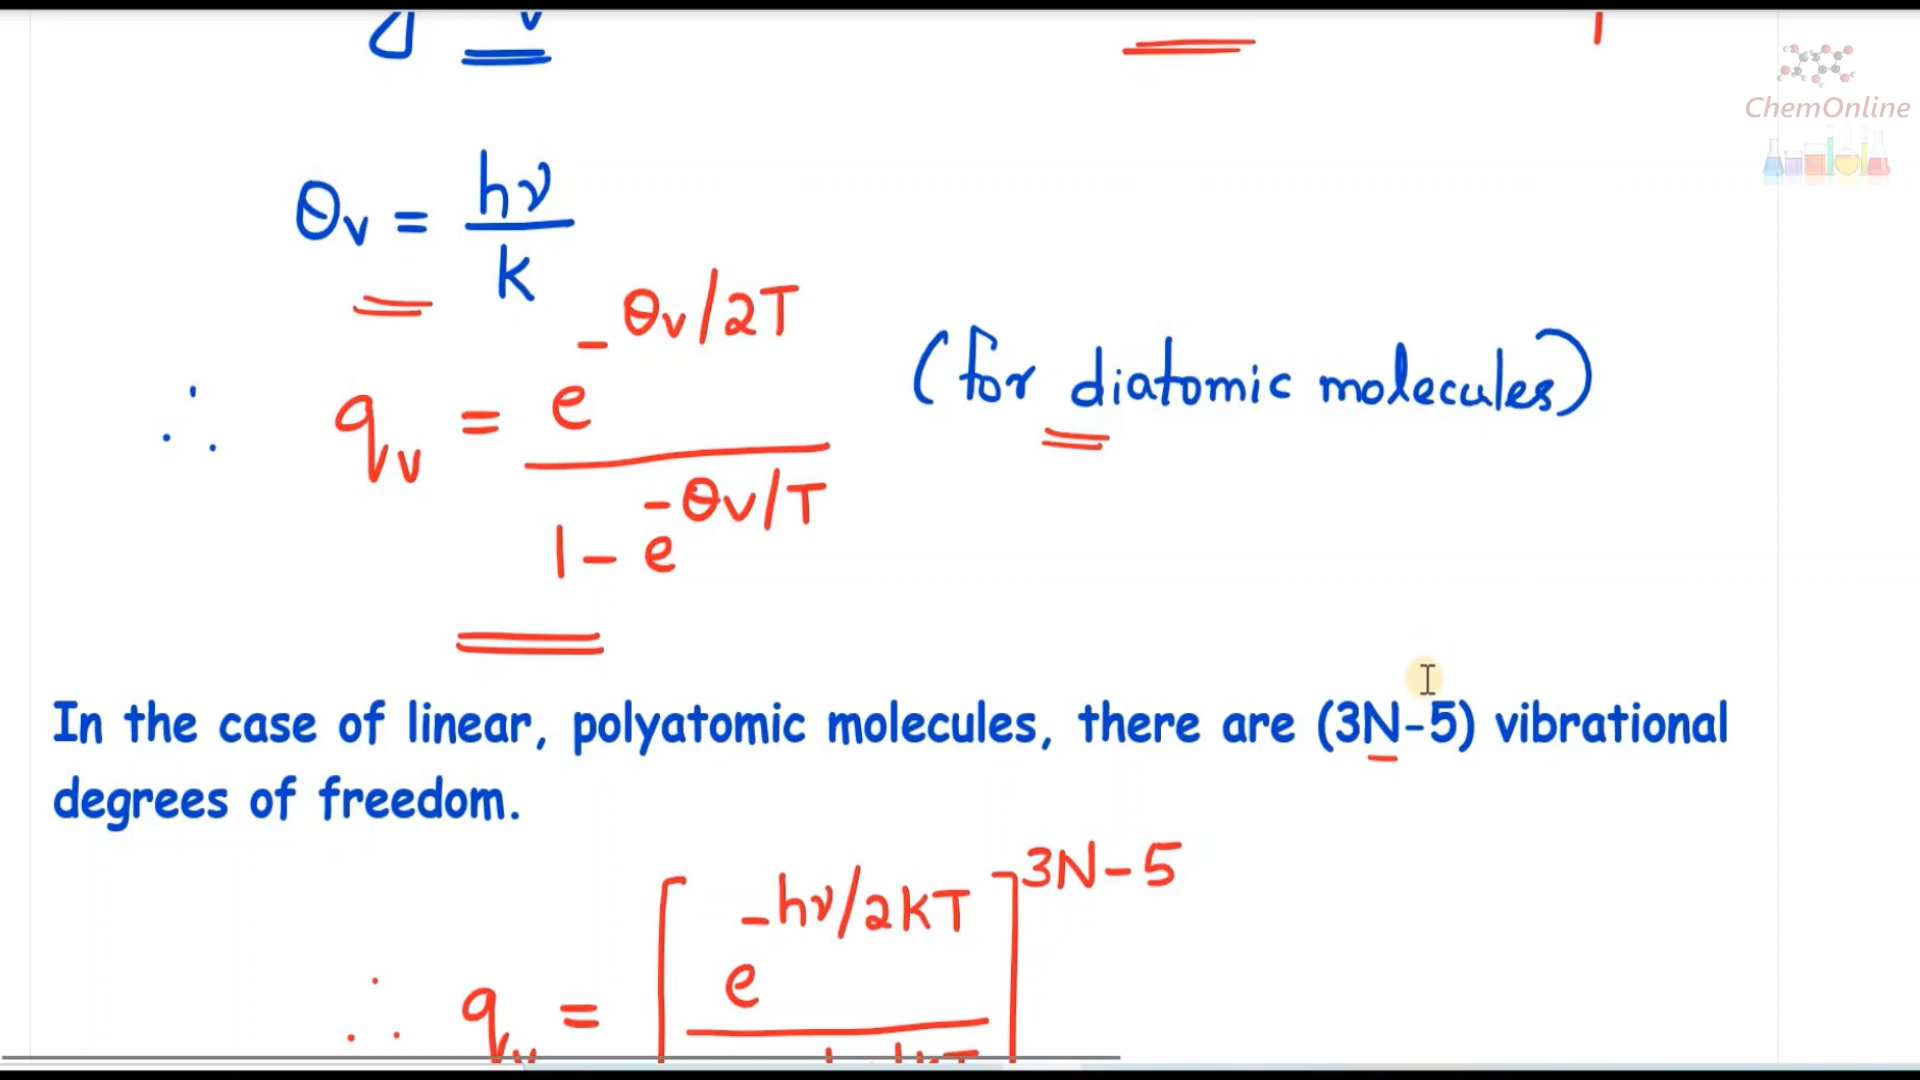 ChemOnline
θv = hν
k
∴ qv = e^-θv/2T (for diatomic molecules)
1 - e^-θv/T
In the case of linear, polyatomic molecules, there are (3N-5) vibrational
degrees of freedom.
∴ qv = [e^-hν/2kT]^3N-5